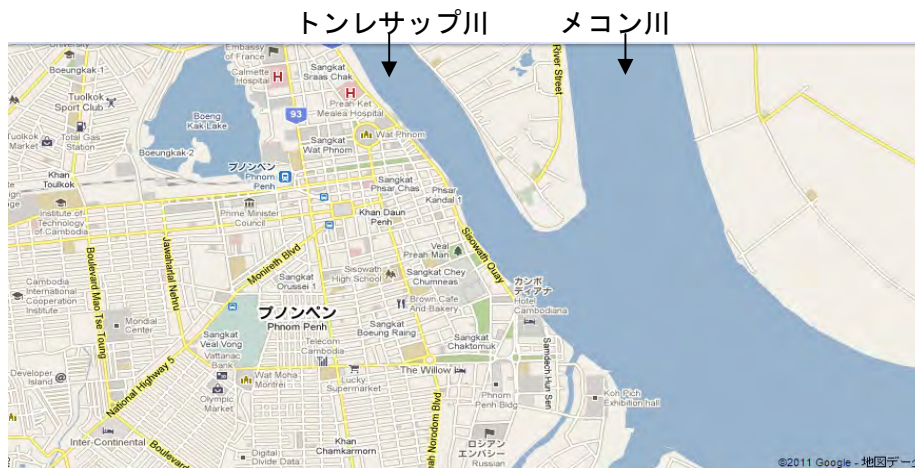 トンレサップ川
メコン川
University
Boeungkak-1
Embassy
of France
Calmette
Hospital
Sangkat
Sraas Chak
River Street
Tuolkok
Sport Club
Boeng
Kak Lake
93
Preah Ket
Mealea Hospital
Wat Phnom
Tuolkok
Market
Total Gas
Station
Boeungkak-2
Sangkat
Wat Phnom
プノンペン
Phnom
Penh
Khan
Toulkok
Sangkat
Phsar Chas
Phsar
Kandal 1
Institute of
Technology
of Cambodia
Prime Minister
Council
Khan Daun
Penh
Sisowath Quay
Jawaharlal Nehru
Monireth Blvd
Veal
Preah Man
Boulevard Mao Tse Toung
Cambodia
International
Cooperation
Institute
Sangkat
Orussei 1
Sisowath
High School
Sangkat Chey
Chumneas
カンボ
ディアナ
Hotel
Cambodiana
Brown Cafe
And Bakery
Mondial
Center
プノンペン
Phnom Penh
Sangkat
Veal Vong
Sangkat
Boeung Raing
Sangkat
Chaktomuk
Samdech Hun Sen
Vattanac
Bank
Telecom
Cambodia
National Highway 5
Developer
Island
Wat Moha
Montrei
Lucky
Supermarket
The Willow
Olympic
Market
Phnom
Penh Bldg
Koh Pich
Exhibition hall
Inter-Continental
Boulevard
Digital
Divide Data
Khan
Chamkarmorn
Norodom Blvd
ロシアン
エンバシー
Russian
©2011 Google - 地図データ